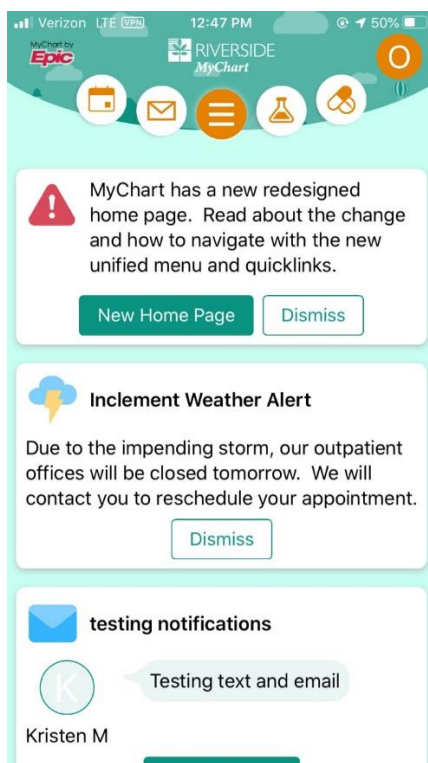 Verizon LTE VPN 12:47 PM 50%
MyChart by
Epic
RIVERSIDE
MyChart
O
MyChart has a new redesigned
home page. Read about the change
and how to navigate with the new
unified menu and quicklinks.
New Home Page Dismiss
Inclement Weather Alert
Due to the impending storm, our outpatient
offices will be closed tomorrow. We will
contact you to reschedule your appointment.
Dismiss
testing notifications
K
Testing text and email
Kristen M